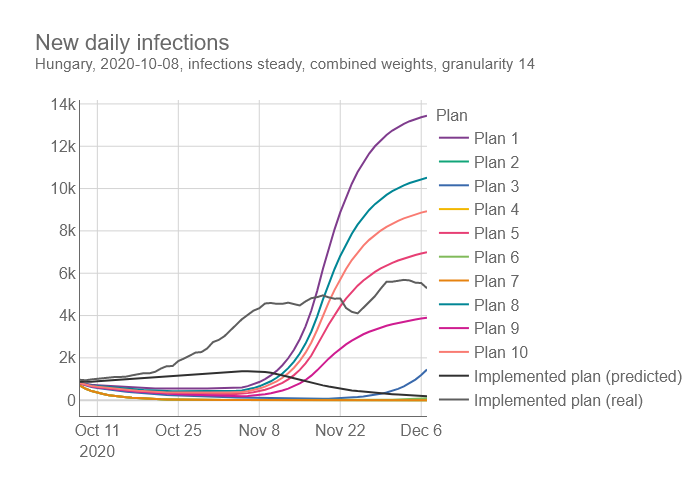 New daily infections
Hungary, 2020-10-08, infections steady, combined weights, granularity 14
14k
12k
10k
8k
6k
4k
2k
0
Oct 11
2020
Oct 25
Nov 8
Nov 22
Dec 6
Plan
Plan 1
Plan 2
Plan 3
Plan 4
Plan 5
Plan 6
Plan 7
Plan 8
Plan 9
Plan 10
Implemented plan (predicted)
Implemented plan (real)